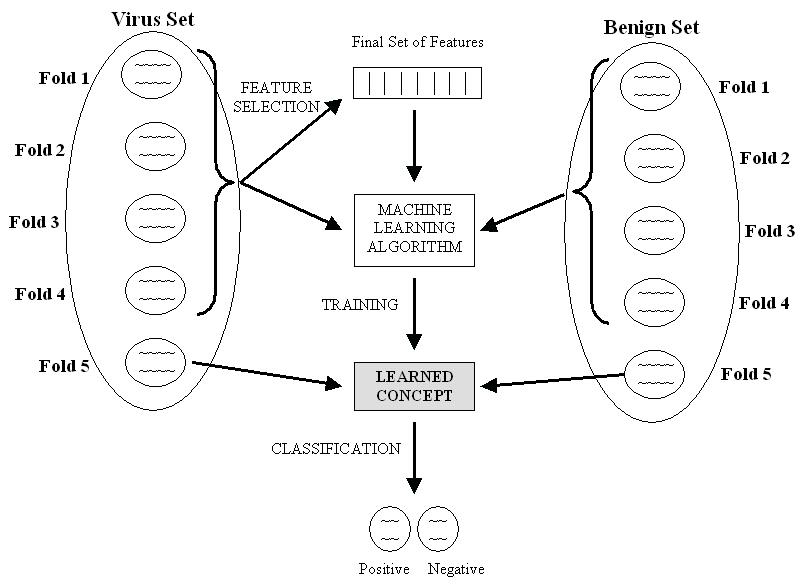 Virus Set
Fold 1
Fold 2
Fold 3
Fold 4
Fold 5
FEATURE
SELECTION
Final Set of Features
MACHINE
LEARNING
ALGORITHM
TRAINING
LEARNED
CONCEPT
CLASSIFICATION
Positive
Negative
Benign Set
Fold 1
Fold 2
Fold 3
Fold 4
Fold 5